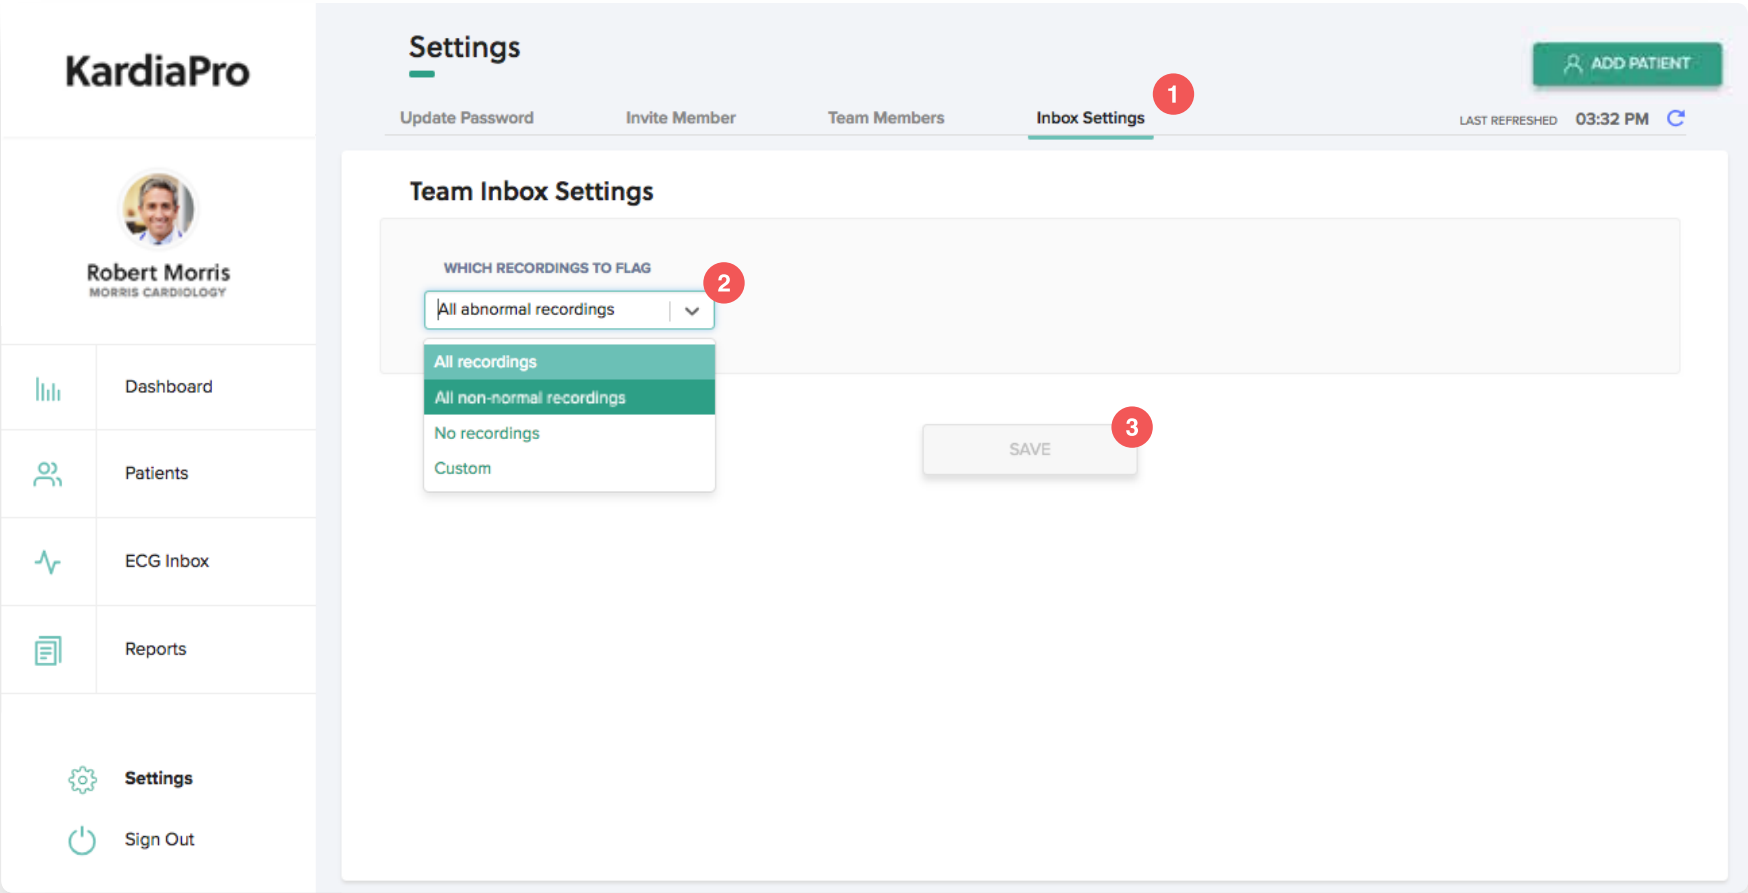 KardiaPro
Robert Morris
MORRIS CARDIOLOGY
Dashboard
Patients
ECG Inbox
Reports
Settings
Sign Out
Settings
ADD PATIENT
Update Password
Invite Member
Team Members
Inbox Settings
1
LAST REFRESHED 03:32 PM
Team Inbox Settings
WHICH RECORDINGS TO FLAG
2
All abnormal recordings
All recordings
All non-normal recordings
No recordings
Custom
SAVE
3